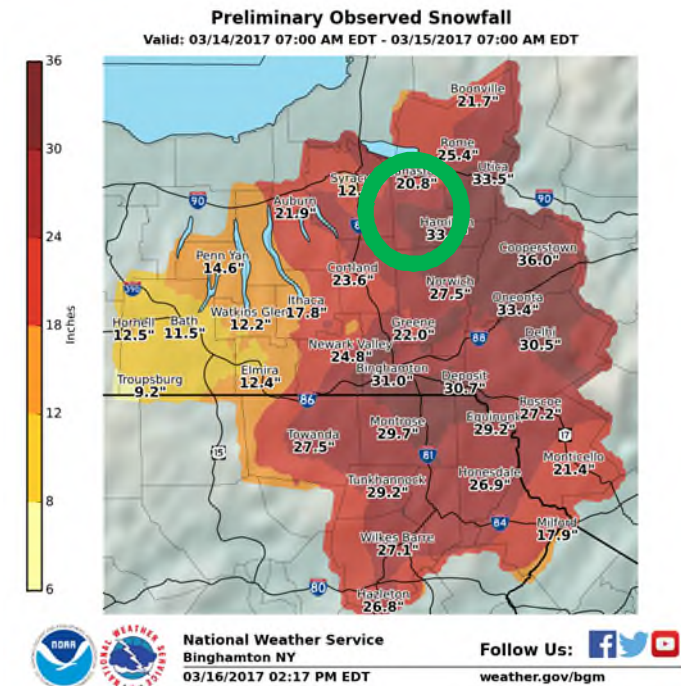 Preliminary Observed Snowfall
Valid: 03/14/2017 07:00 AM EDT - 03/15/2017 07:00 AM EDT
36
30
24
18
12
8
6
Inches
Boonville
21.7"
Rome
25.4"
Utica
33.5"
20.8"
Auburn
21.9"
90
90
Cooperstown
36.0"
Penn Yan
14.6"
Cortland
23.6"
Norwich
27.5"
Oneonta
33.4"
390
Hornell
12.5"
Bath
11.5"
Watkins Glen
12.2"
Ithaca
17.8"
Greene
22.0"
88
Delhi
30.5"
Newark Valley
24.8"
Binghamton
31.0"
Deposit
30.7"
Troupsburg
9.2"
Elmira
12.4"
86
Roscoe
27.2"
Equinunk
29.2"
17
Montrose
29.7"
Towanda
27.5"
15
81
Monticello
21.4"
Tunkhannock
29.2"
Honesdale
26.9"
84
Milford
17.9"
Wilkes Barre
27.1"
80
Hazleton
26.8"
NOAA
NATIONAL WEATHER SERVICE
National Weather Service
Binghamton NY
03/16/2017 02:17 PM EDT
Follow Us:
weather.gov/bgm